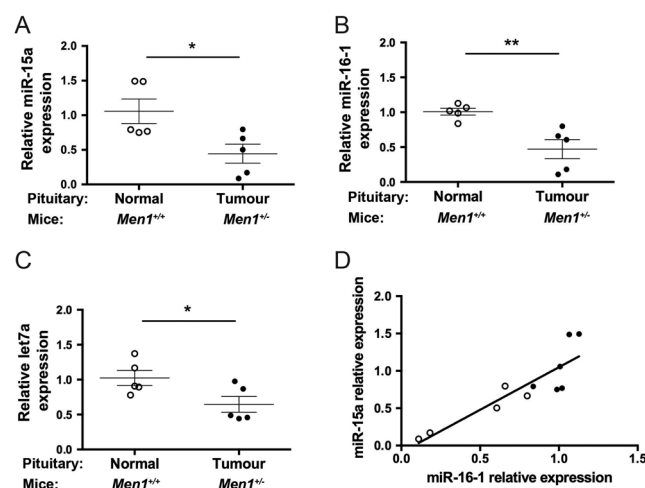 A
*
Relative miR-15a
expression
2.0
1.5
1.0
0.5
0.0
Pituitary: Normal Tumour
Mice: Men1+/+ Men1+/-
B
**
Relative miR-16-1
expression
2.0
1.5
1.0
0.5
0.0
Pituitary: Normal Tumour
Mice: Men1+/+ Men1+/-
C
*
Relative let7a
expression
2.0
1.5
1.0
0.5
0.0
Pituitary: Normal Tumour
Mice: Men1+/+ Men1+/-
D
miR-15a relative expression
2.0
1.5
1.0
0.5
0.0
0.0 0.5 1.0 1.5
miR-16-1 relative expression